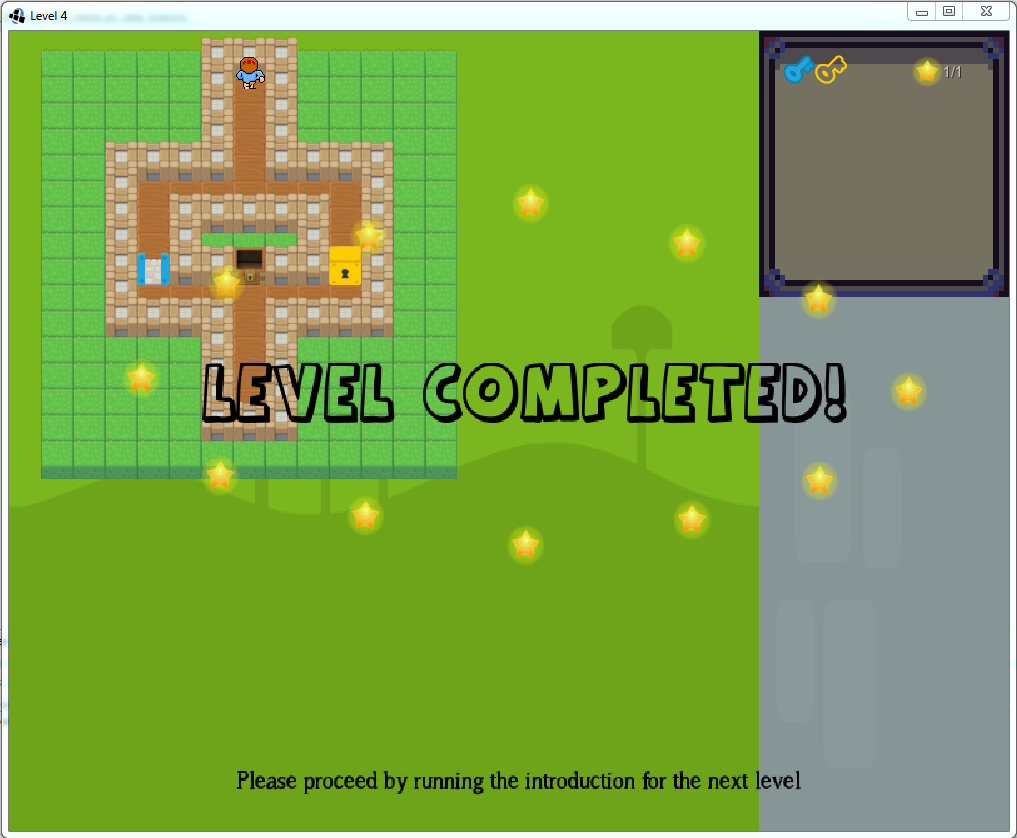 Level 4
1/1
LEVEL COMPLETED!
Please proceed by running the introduction for the next level